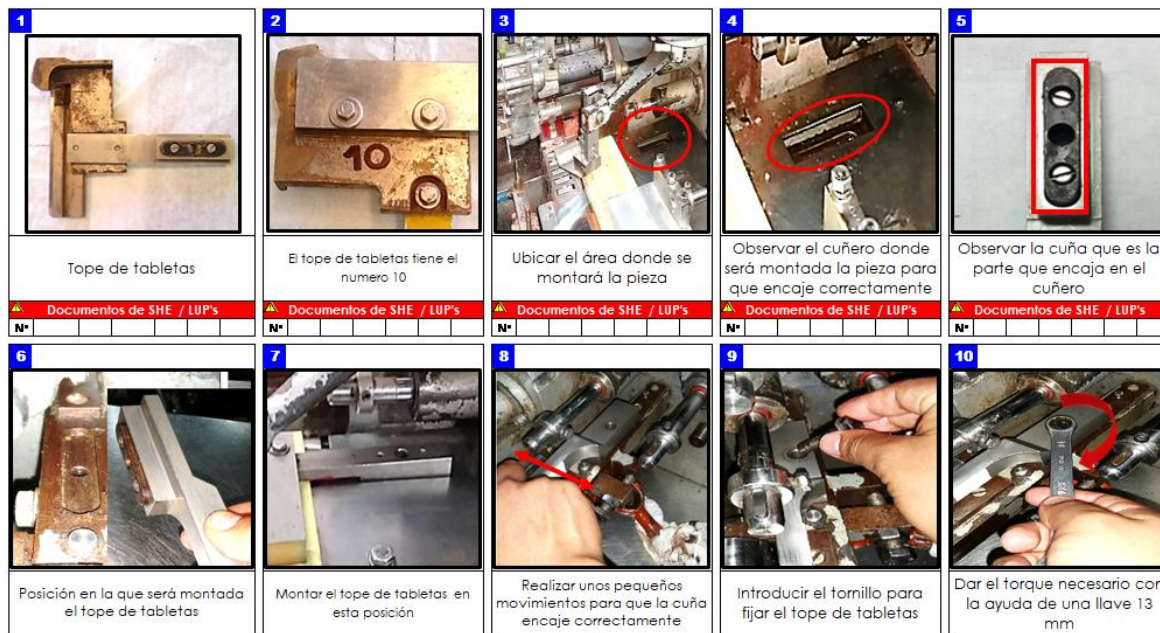 1
Tope de tabletas
⚠ Documentos de SHE / LUP's
Nº
2
10
El tope de tabletas tiene el
numero 10
⚠ Documentos de SHE / LUP's
Nº
3
Ubicar el área donde se
montará la pieza
⚠ Documentos de SHE / LUP's
Nº
4
Observar el cuñero donde
será montada la pieza para
que encaje correctamente
⚠ Documentos de SHE / LUP's
Nº
5
Observar la cuña que es la
parte que encaja en el
cuñero
⚠ Documentos de SHE / LUP's
Nº
6
Posición en la que será montada
el tope de tabletas
7
Montar el tope de tabletas en
esta posición
8
Realizar unos pequeños
movimientos para que la cuña
encaje correctamente
9
Introducir el tornillo para
fijar el tope de tabletas
10
Dar el torque necesario con
la ayuda de una llave 13
mm